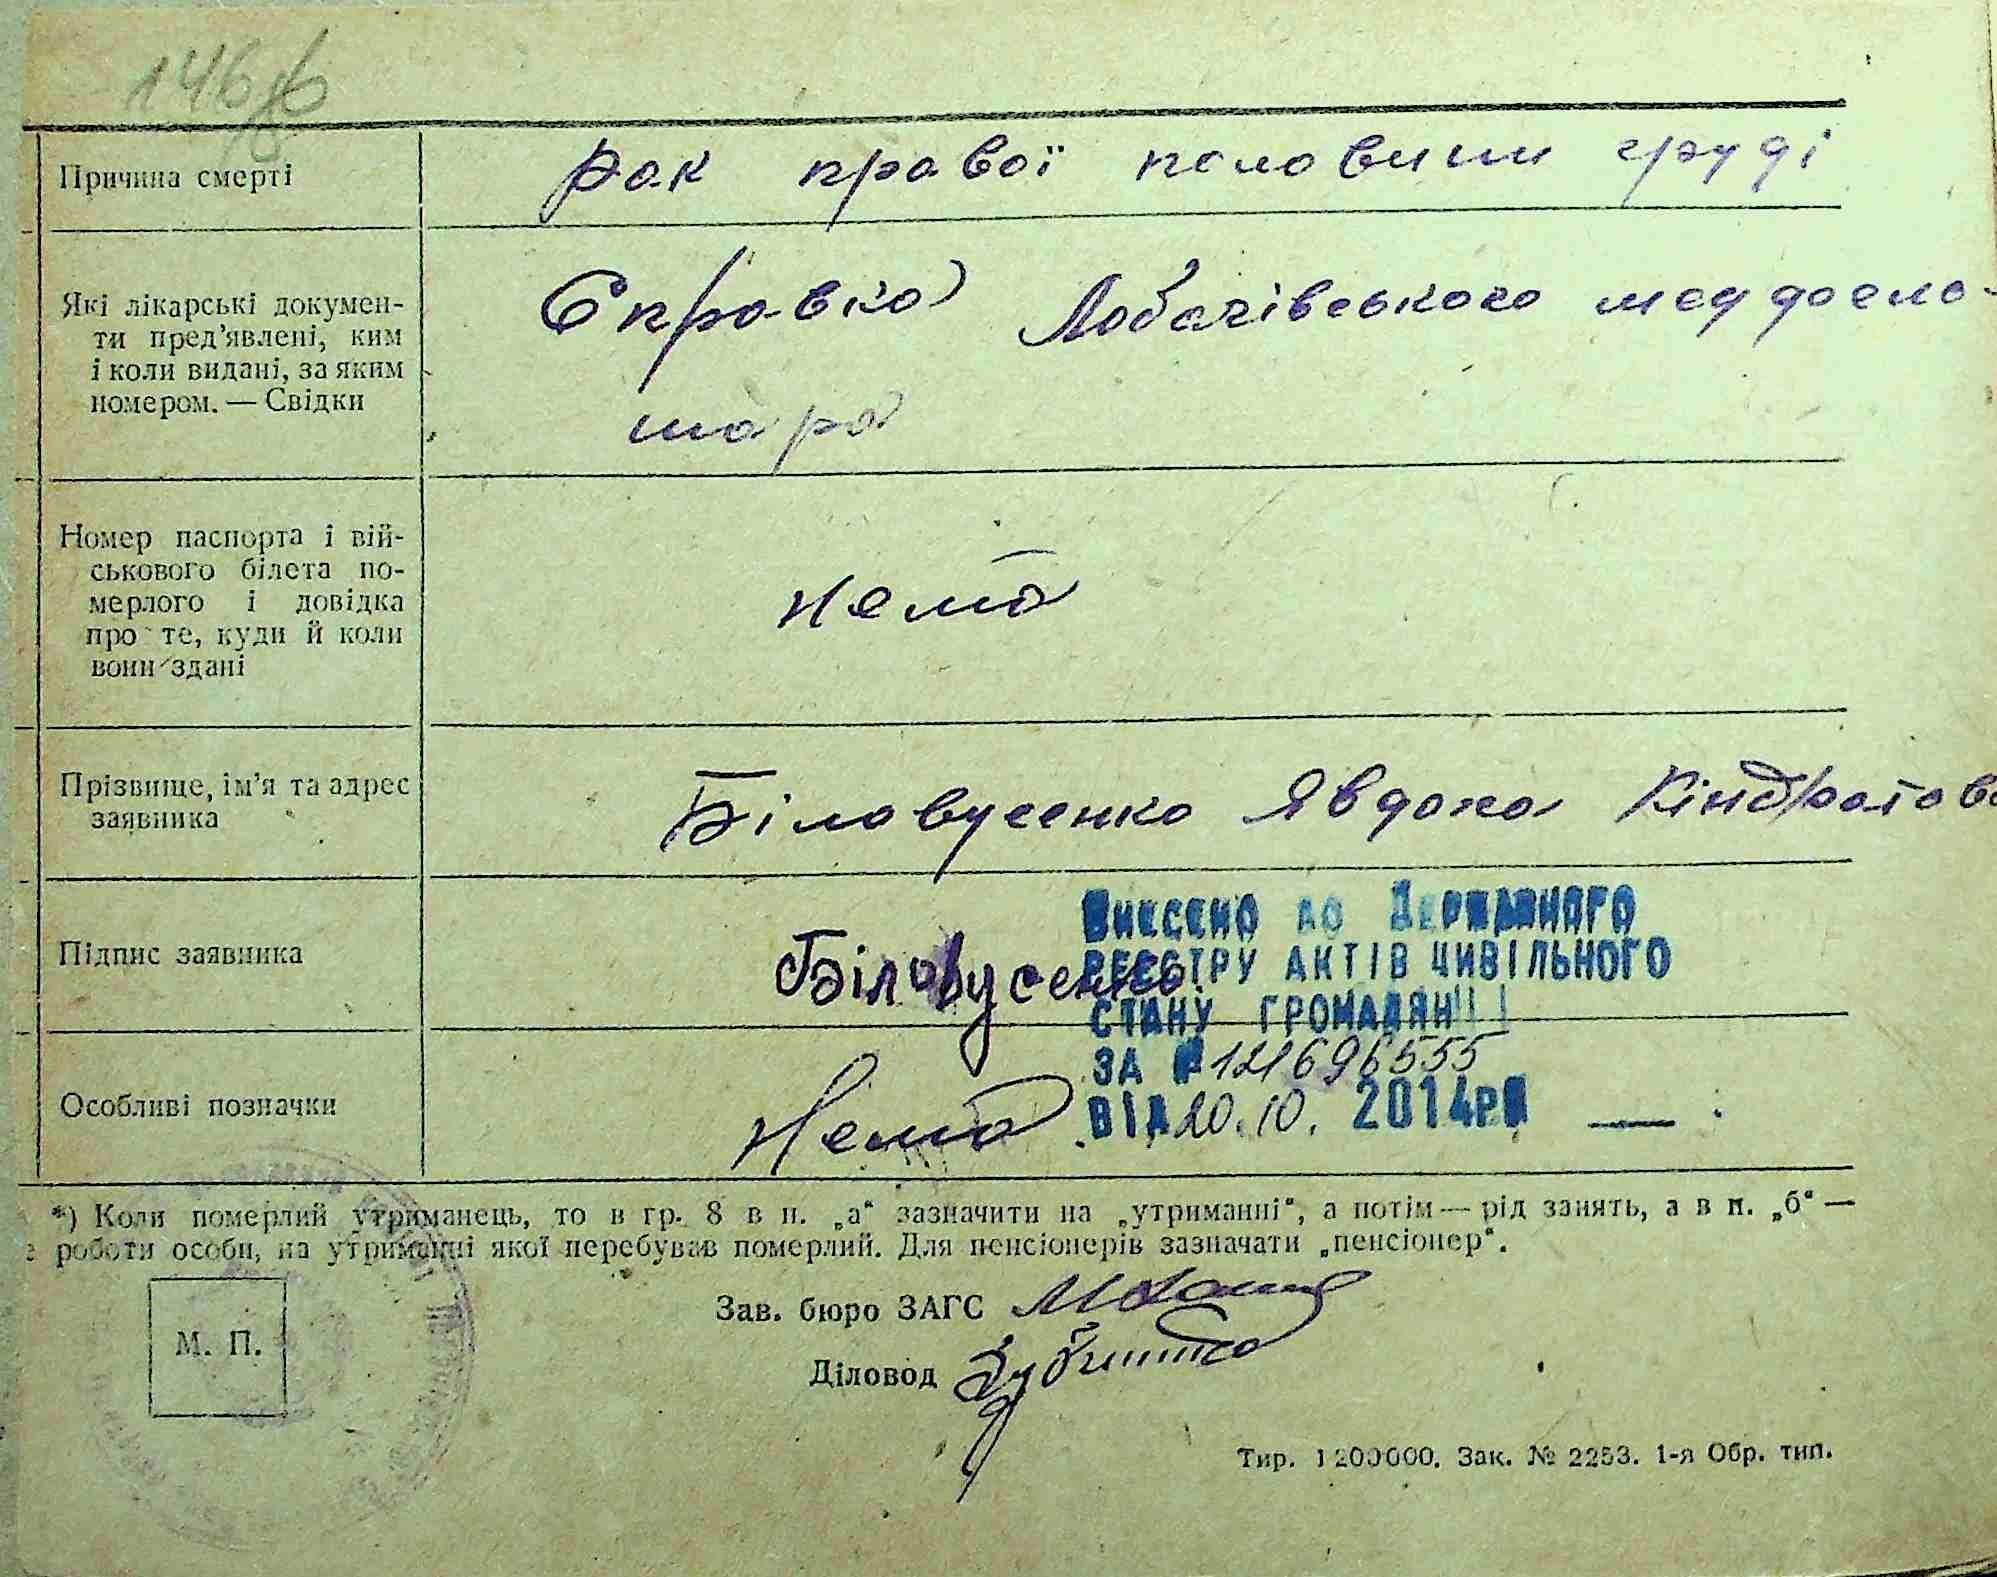 146
Причина смерті
Рак правої половини груді
Які лікарські докумен-
ти пред'явлені, ким
і коли видані, за яким
номером. — Свідки
Справка Лобачівського меддогля-
шара
Номер паспорта і вій-
ськового білета по-
мерлого і довідка
про те, куди й коли
вони здані
нема
Прізвище, ім'я та адрес
заявника
Біловусенко Явдоха Кіндратов
Підпис заявника
Біловусенко
ВНЕСЕНО ДО ДЕРЖАВНОГО
РЕЄСТРУ АКТІВ ЦИВІЛЬНОГО
СТАНУ ГРОМАДЯН
ЗА № 121696555
ВІД 20.10. 2014р
Особливі позначки
Нема
*) Коли померлий утриманець, то в гр. 8 в п. „а“ зазначити на „утриманні“, а потім — рід занять, а в п. „б“ —
роботи особи, на утриманні якої перебував померлий. Для пенсіонерів зазначати „пенсіонер“.
М. П.
Зав. бюро ЗАГС
Діловод
Тир. 1200000. Зак. № 2253. 1-я Обр. тип.